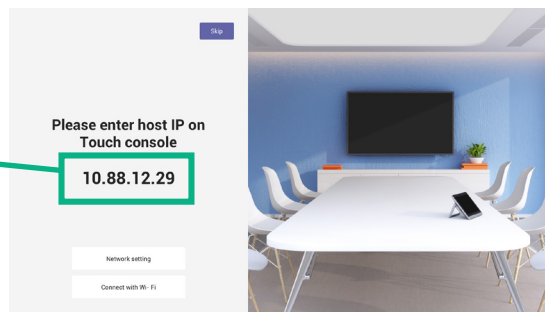 Skip
Please enter host IP on
Touch console
10.88.12.29
Network setting
Connect with Wi- Fi